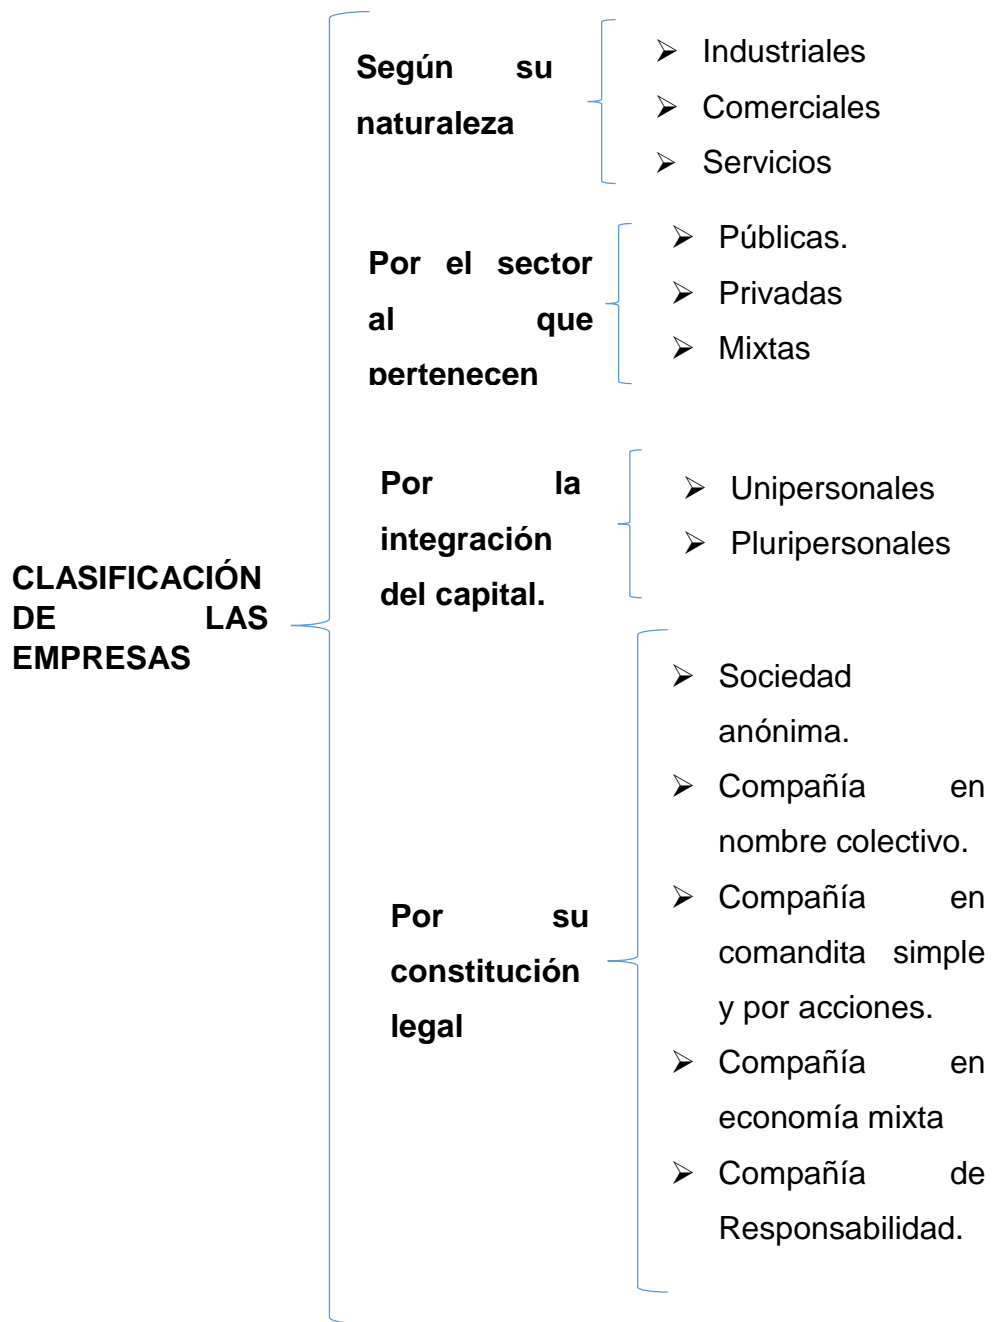 CLASIFICACIÓN
DE LAS
EMPRESAS
Según su
naturaleza
➢ Industriales
➢ Comerciales
➢ Servicios
Por el sector
al que
pertenecen
➢ Públicas.
➢ Privadas
➢ Mixtas
Por la
integración
del capital.
➢ Unipersonales
➢ Pluripersonales
Por su
constitución
legal
➢ Sociedad
anónima.
➢ Compañía en
nombre colectivo.
➢ Compañía en
comandita simple
y por acciones.
➢ Compañía en
economía mixta
➢ Compañía de
Responsabilidad.